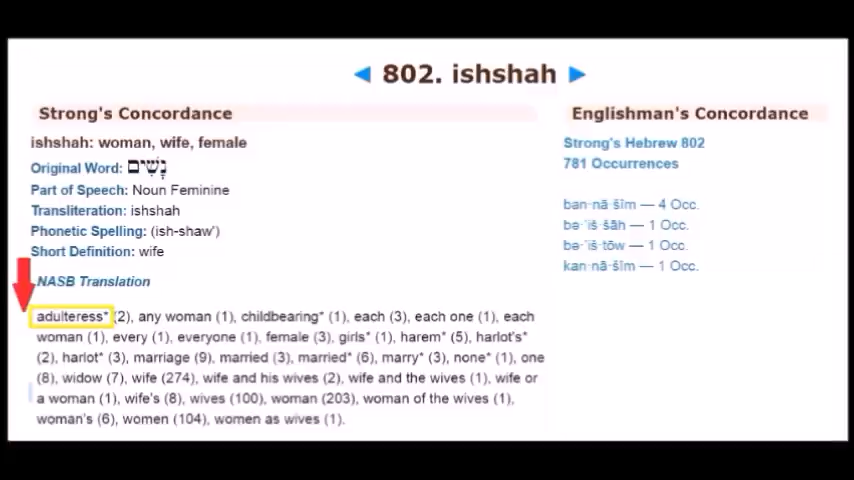 802. ishshah
Strong's Concordance
ishshah: woman, wife, female
Original Word: נָשִׁים
Part of Speech: Noun Feminine
Transliteration: ishshah
Phonetic Spelling: (ish-shaw')
Short Definition: wife
NASB Translation
adulteress* (2), any woman (1), childbearing* (1), each (3), each one (1), each
woman (1), every (1), everyone (1), female (3), girls* (1), harem* (5), harlot's*
(2), harlot* (3), marriage (9), married (3), married* (6), marry* (3), none* (1), one
(8), widow (7), wife (274), wife and his wives (2), wife and the wives (1), wife or
a woman (1), wife's (8), wives (100), woman (203), woman of the wives (1),
woman's (6), women (104), women as wives (1).
Englishman's Concordance
Strong's Hebrew 802
781 Occurrences
ban·nā·šîm — 4 Occ.
bə·'iš·šāh — 1 Occ.
bə·'iš·tōw — 1 Occ.
kan·nā·šîm — 1 Occ.